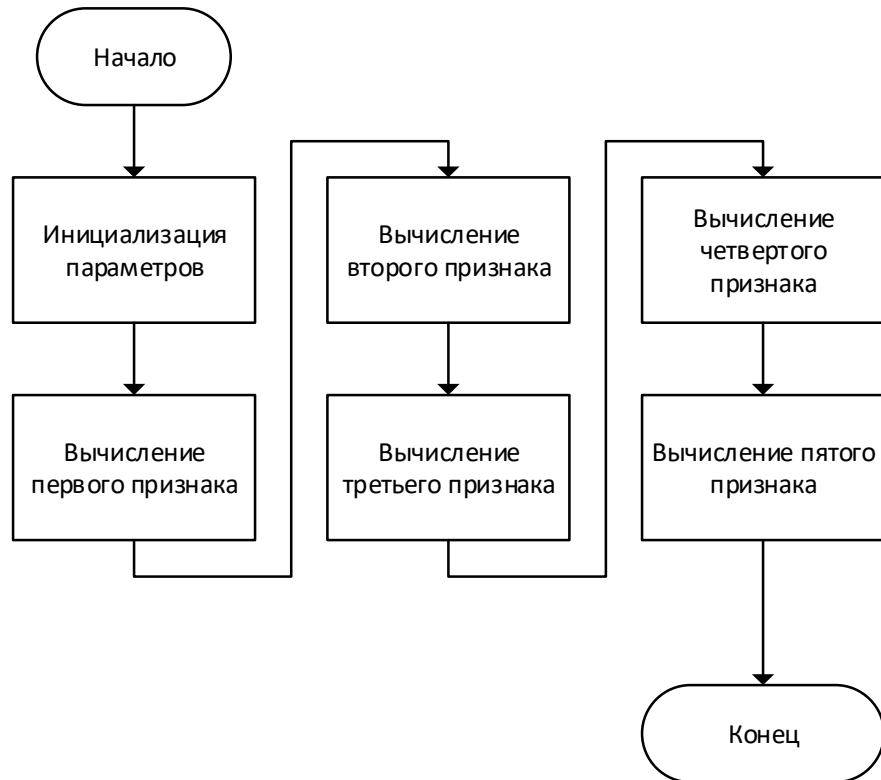 Начало
Инициализация
параметров
Вычисление
первого признака
Вычисление
второго признака
Вычисление
третьего признака
Вычисление
четвертого
признака
Вычисление пятого
признака
Конец